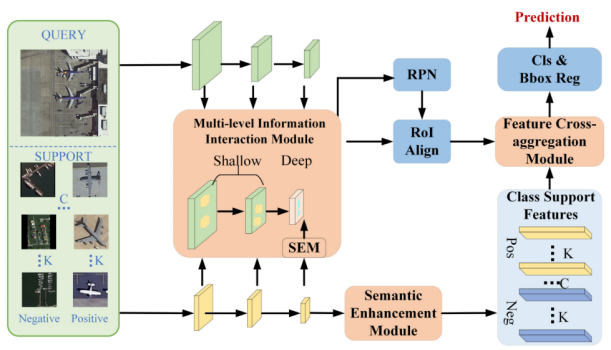 QUERY
SUPPORT
C
K
K
Negative
Positive
Multi-level Information
Interaction Module
Shallow
Deep
SEM
Semantic
Enhancement
Module
RPN
RoI
Align
Prediction
Cls &
Bbox Reg
Feature Cross-
aggregation
Module
Class Support
Features
Pos
K
C
Neg
K